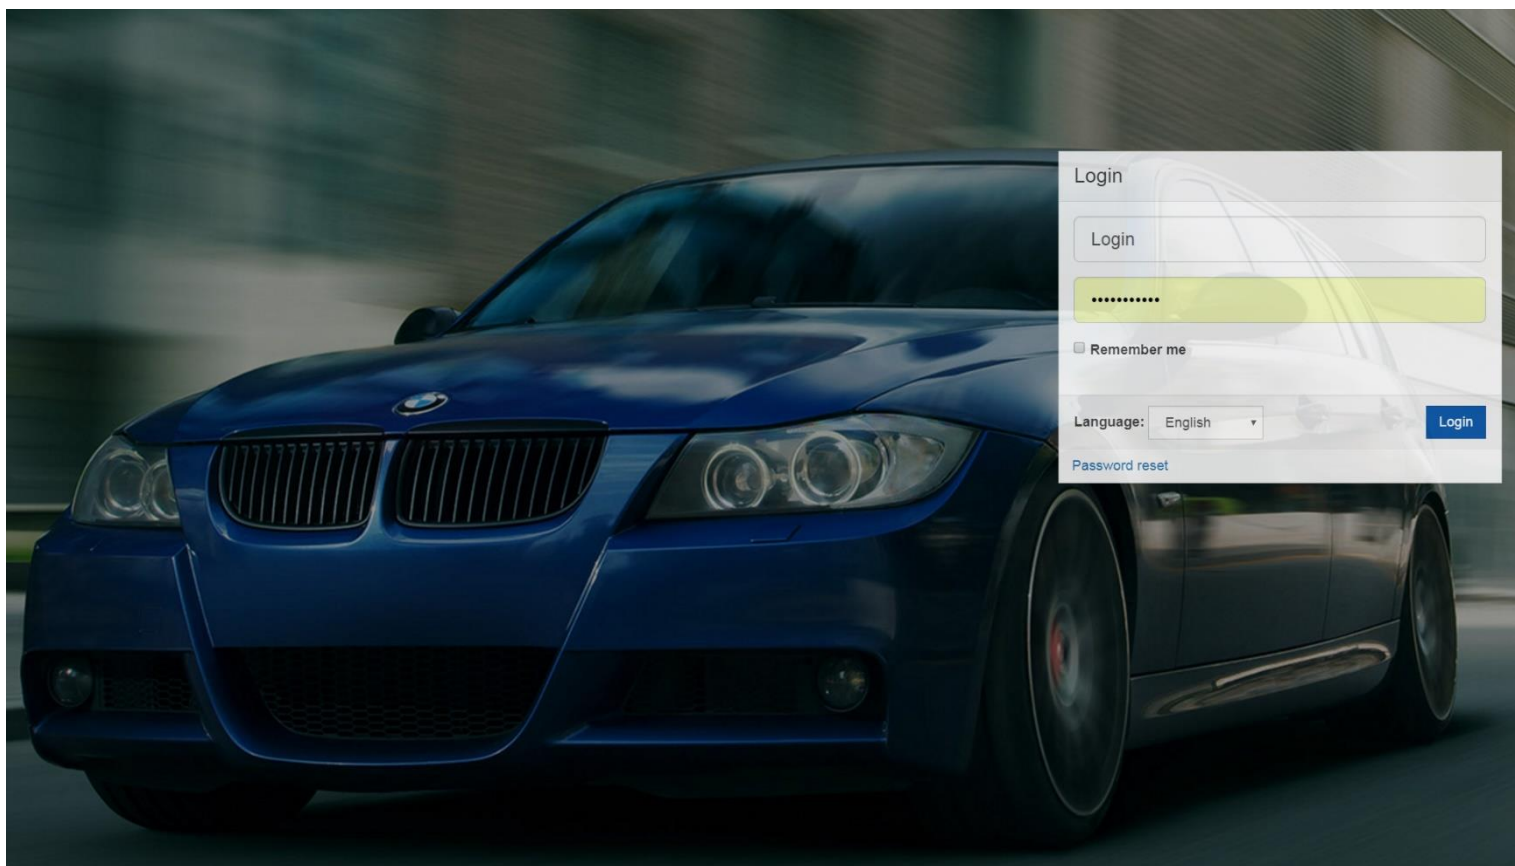 Login
Login
•••••••••••
Remember me
Language: English Login
Password reset